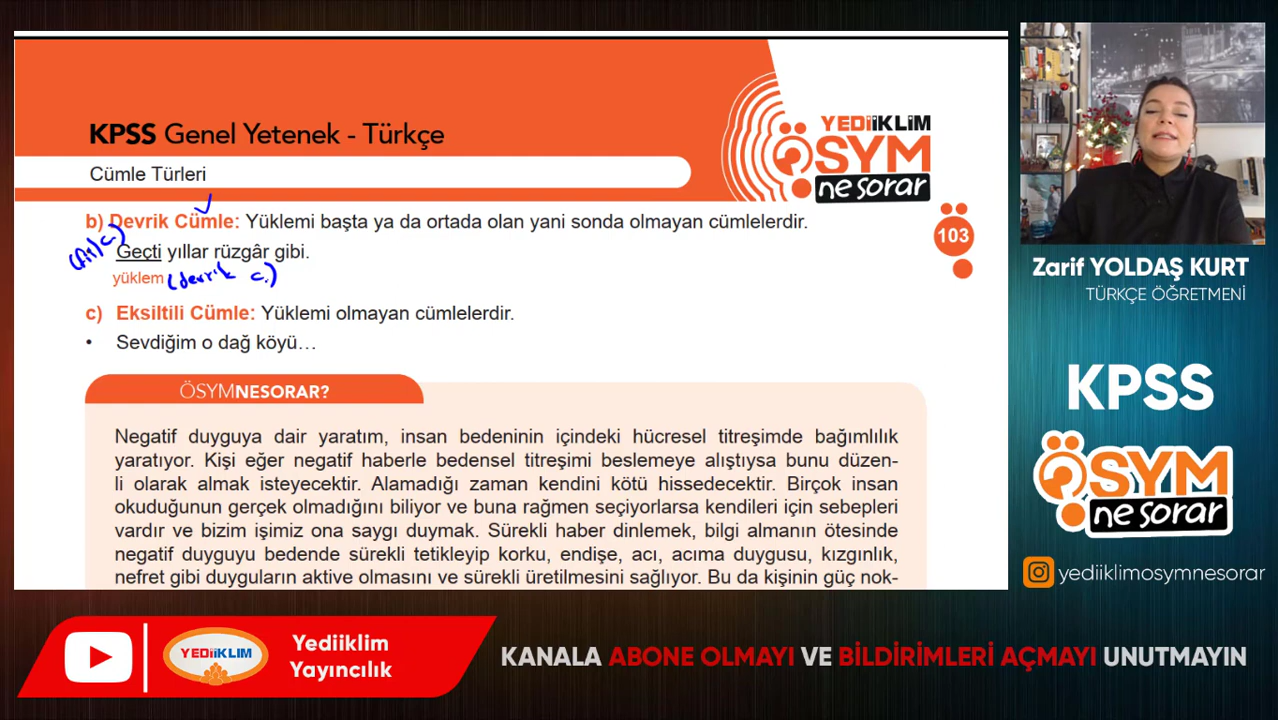 KPSS Genel Yetenek - Türkçe
Cümle Türleri
YEDİİKLİM
ÖSYM
ne sorar
103
b) Devrik Cümle: Yüklemi başta ya da ortada olan yani sonda olmayan cümlelerdir.
Geçti yıllar rüzgâr gibi.
yüklem (devrik c.)
c) Eksiltili Cümle: Yüklemi olmayan cümlelerdir.
• Sevdiğim o dağ köyü…
ÖSYMNESORAR?
Negatif duyguya dair yaratım, insan bedeninin içindeki hücresel titreşimde bağımlılık
yaratıyor. Kişi eğer negatif haberle bedensel titreşimi beslemeye alıştıysa bunu düzen-
li olarak almak isteyecektir. Alamadığı zaman kendini kötü hissedecektir. Birçok insan
okuduğunun gerçek olmadığını biliyor ve buna rağmen seçiyorlarsa kendileri için sebepleri
vardır ve bizim işimiz ona saygı duymak. Sürekli haber dinlemek, bilgi almanın ötesinde
negatif duyguyu bedende sürekli tetikleyip korku, endişe, acı, acıma duygusu, kızgınlık,
nefret gibi duyguların aktive olmasını ve sürekli üretilmesini sağlıyor. Bu da kişinin güç nok-
Zarif YOLDAŞ KURT
TÜRKÇE ÖĞRETMENİ
KPSS
ÖSYM
ne sorar
yediiklimosymnesorar
YEDİİKLİM
Yediiklim
Yayıncılık
KANALA ABONE OLMAYI VE BİLDİRİMLERİ AÇMAYI UNUTMAYIN